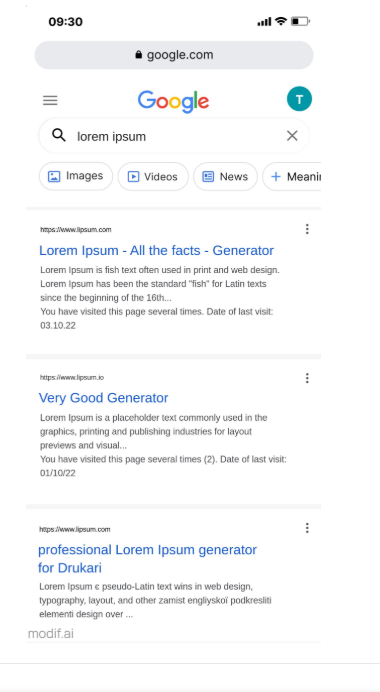 09:30
google.com
Google
T
lorem ipsum
Images
Videos
News
+ Meanin
https://www.lipsum.com
Lorem Ipsum - All the facts - Generator
Lorem Ipsum is fish text often used in print and web design.
Lorem Ipsum has been the standard "fish" for Latin texts
since the beginning of the 16th...
You have visited this page several times. Date of last visit:
03.10.22
https://www.lipsum.io
Very Good Generator
Lorem Ipsum is a placeholder text commonly used in the
graphics, printing and publishing industries for layout
previews and visual...
You have visited this page several times (2). Date of last visit:
01/10/22
https://www.lipsum.com
professional Lorem Ipsum generator
for Drukari
Lorem Ipsum є pseudo-Latin text wins in web design,
typography, layout, and other zamist engliyskoї podkresliti
elementi design over ...
modif.ai